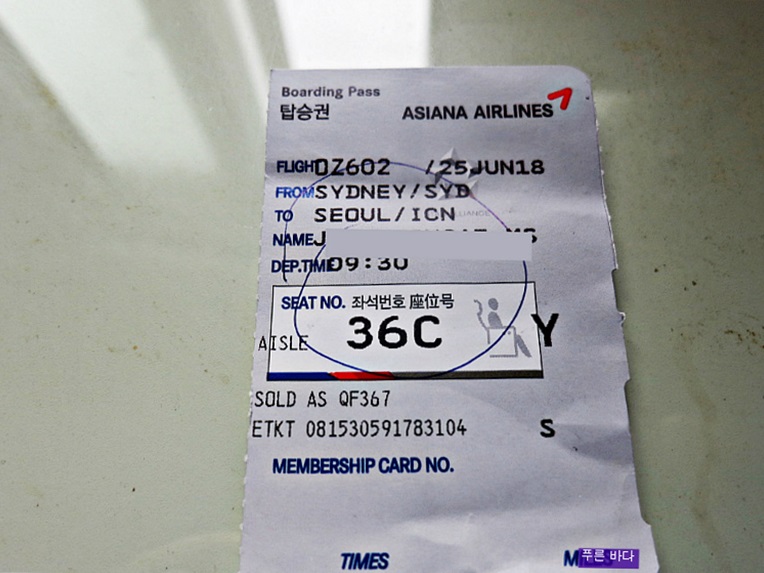 Boarding Pass
탑승권 ASIANA AIRLINES
FLIGHT OZ602 /25JUN18
FROM SYDNEY/SYD
TO SEOUL/ICN
NAME J
DEP.TIME 09:30
SEAT NO. 좌석번호 座位号
AISLE 36C Y
SOLD AS QF367
ETKT 081530591783104 S
MEMBERSHIP CARD NO.
TIMES
푸른 바다